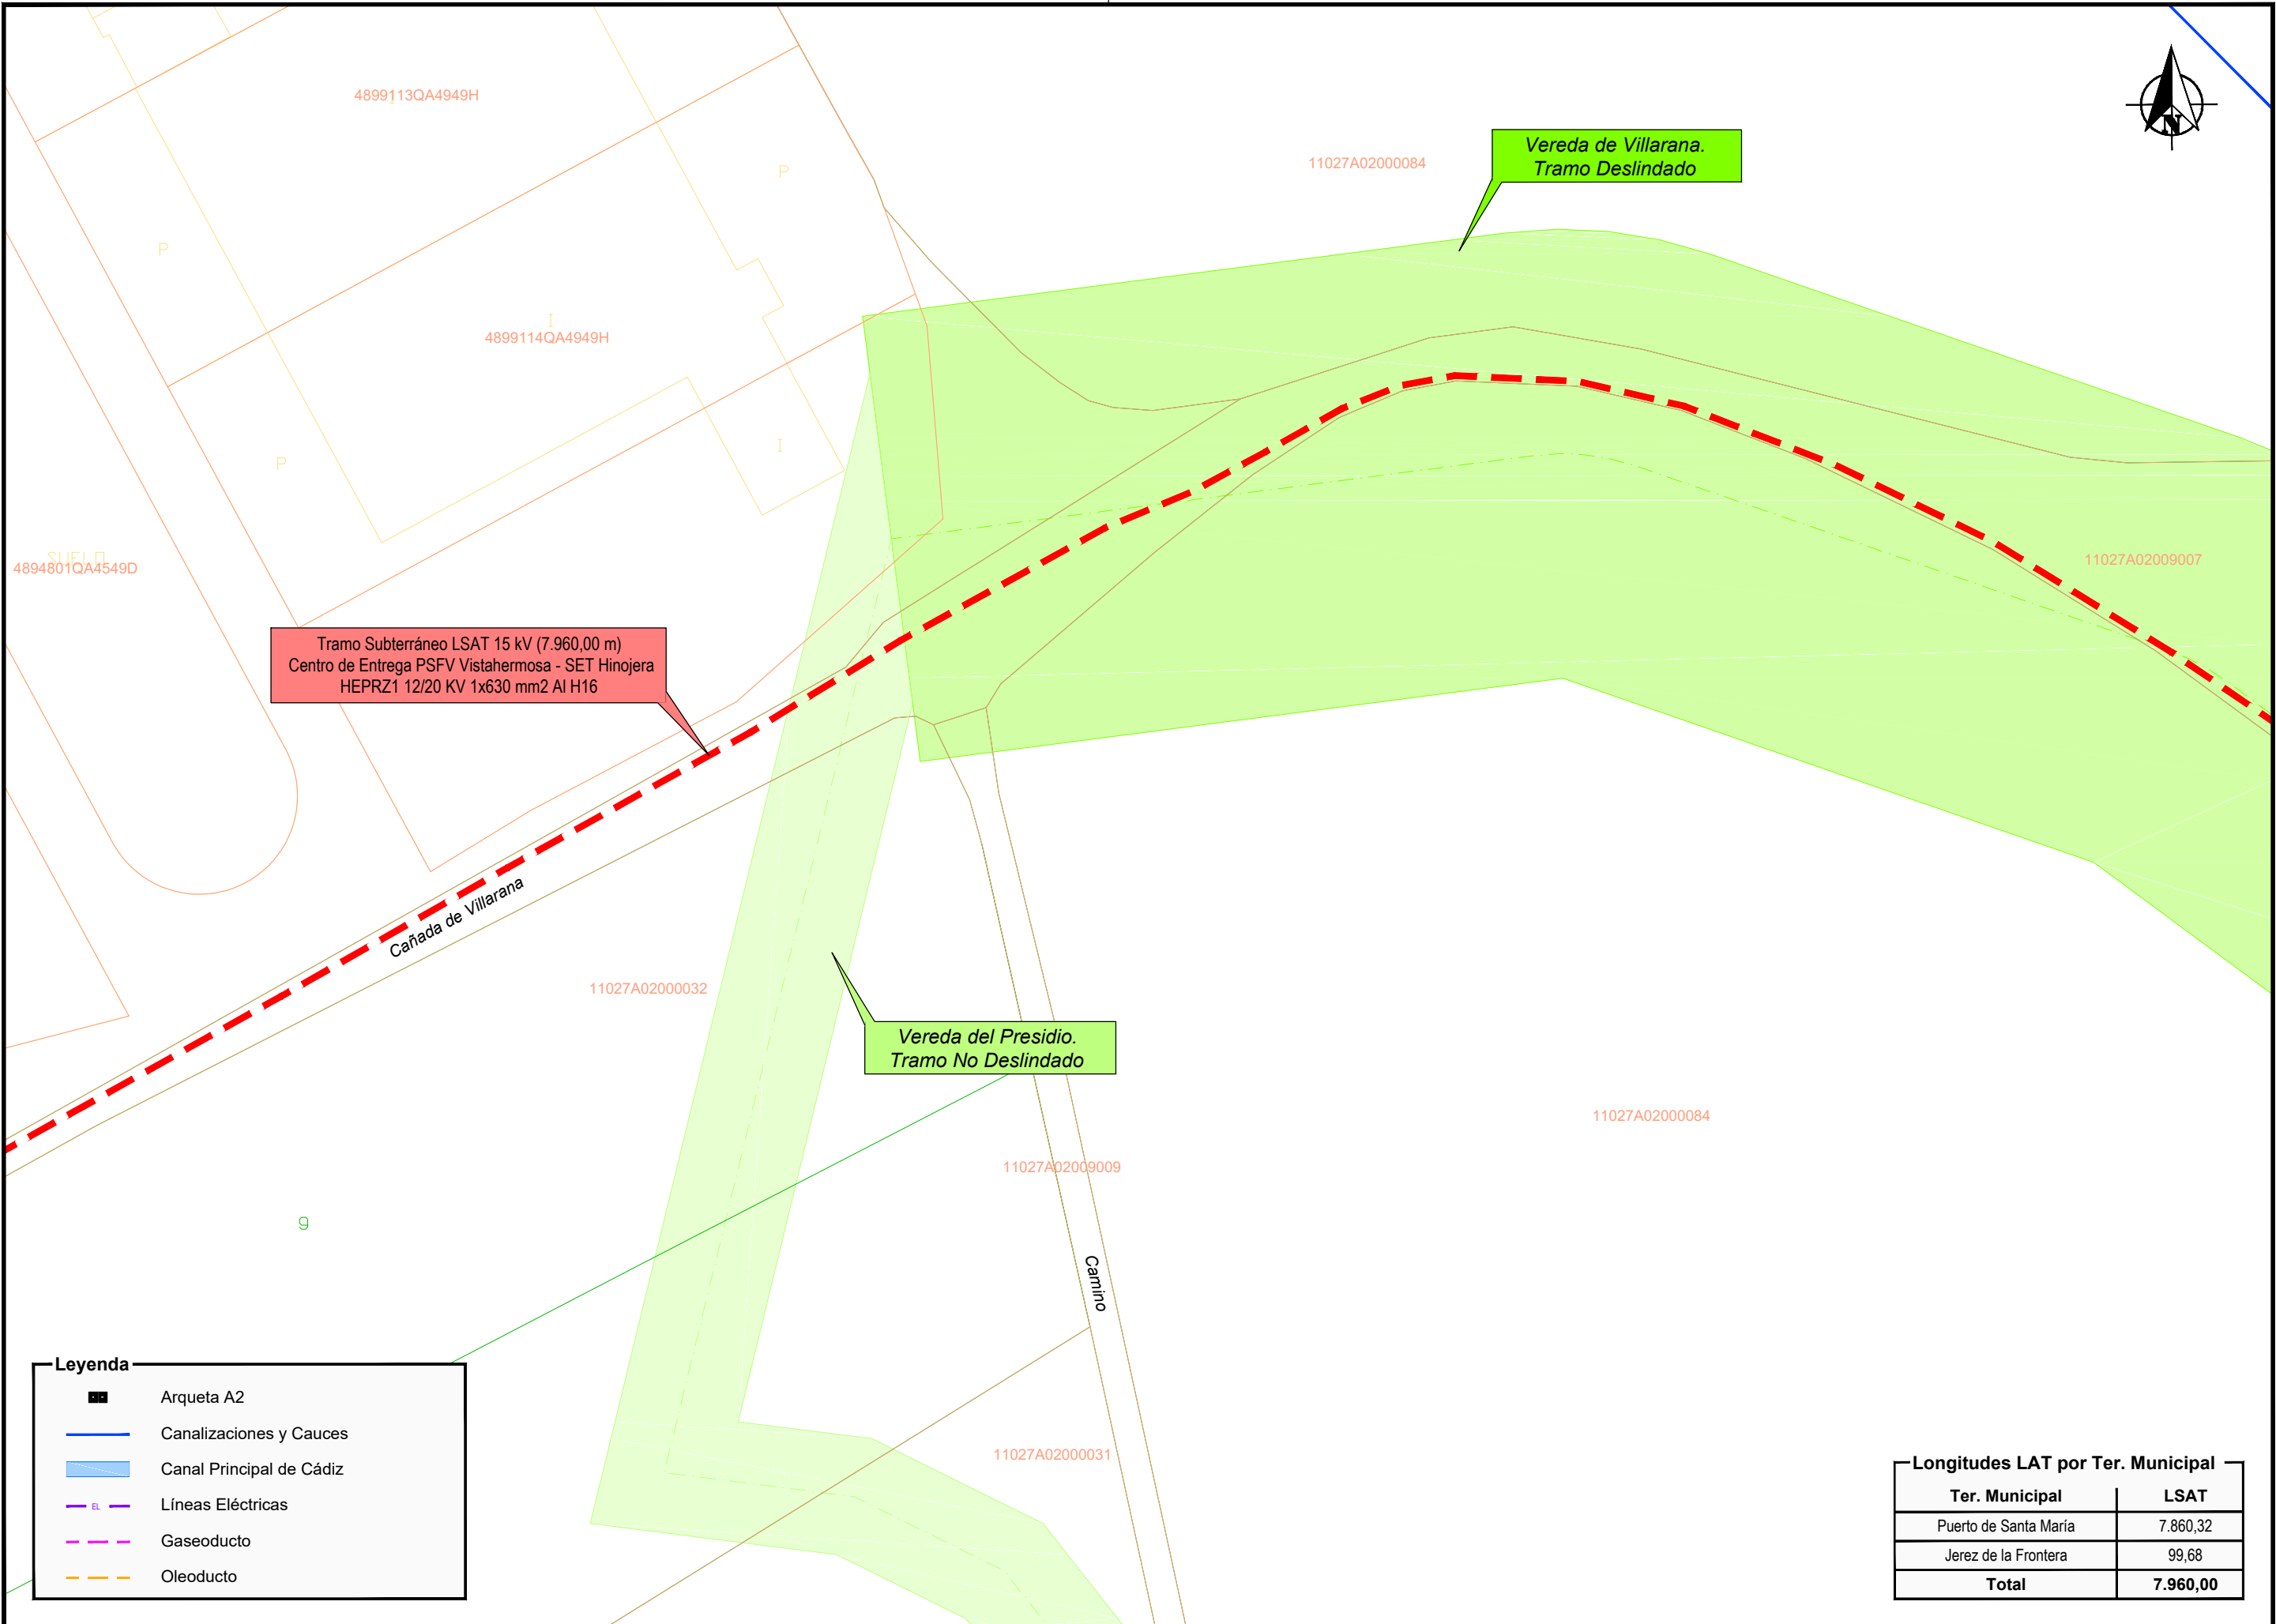 4899113QA4949H
P
11027A02000084
Vereda de Villarana.
Tramo Deslindado
N
P
I
4899114QA4949H
I
P
SUELO
4894801QA4549D
11027A02009007
Tramo Subterráneo LSAT 15 kV (7.960,00 m)
Centro de Entrega PSFV Vistahermosa - SET Hinojera
HEPRZ1 12/20 KV 1x630 mm2 Al H16
Cañada de Villarana
11027A02000032
Vereda del Presidio.
Tramo No Deslindado
11027A02000084
11027A02009009
9
Camino
11027A02000031
Leyenda
Arqueta A2
Canalizaciones y Cauces
Canal Principal de Cádiz
EL Líneas Eléctricas
Gaseoducto
Oleoducto
Longitudes LAT por Ter. Municipal
Ter. Municipal LSAT
Puerto de Santa María 7.860,32
Jerez de la Frontera 99,68
Total 7.960,00